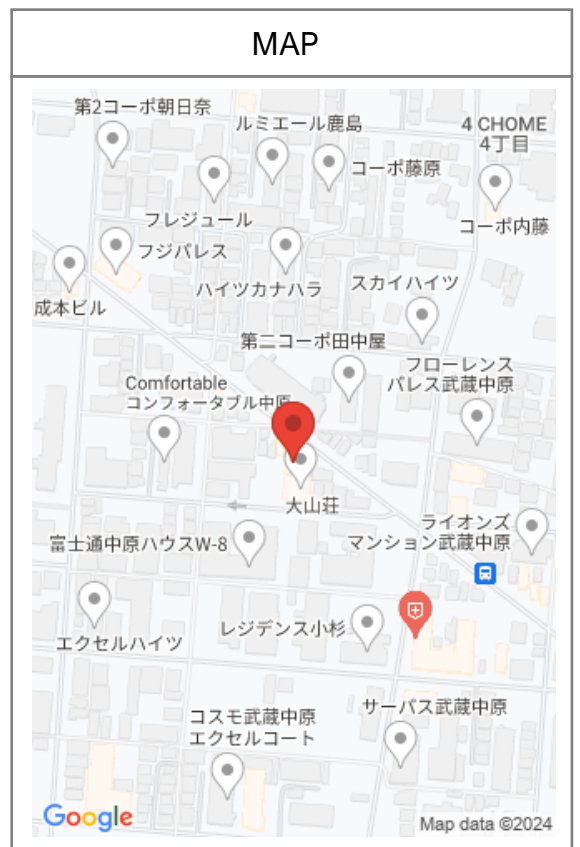 MAP
第2コーポ朝日奈
ルミエール鹿島
4 CHOME
4丁目
コーポ藤原
フレジュール
コーポ内藤
フジパレス
ハイツカナハラ
スカイハイツ
成本ビル
第二コーポ田中屋
フローレンス
パレス武蔵中原
Comfortable
コンフォータブル中原
大山荘
ライオンズ
マンション武蔵中原
富士通中原ハウスW-8
レジデンス小杉
エクセルハイツ
サーパス武蔵中原
コスモ武蔵中原
エクセルコート
Google
Map data ©2024